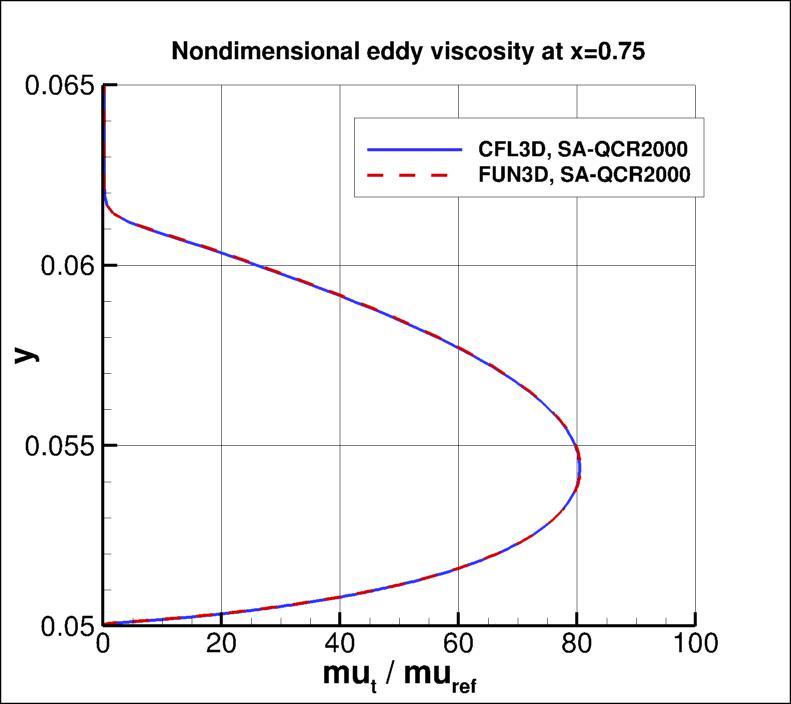 Nondimensional eddy viscosity at x=0.75
0.065
CFL3D, SA-QCR2000
FUN3D, SA-QCR2000
0.06
y
0.055
0.05
0 20 40 60 80 100
mu_t / mu_ref